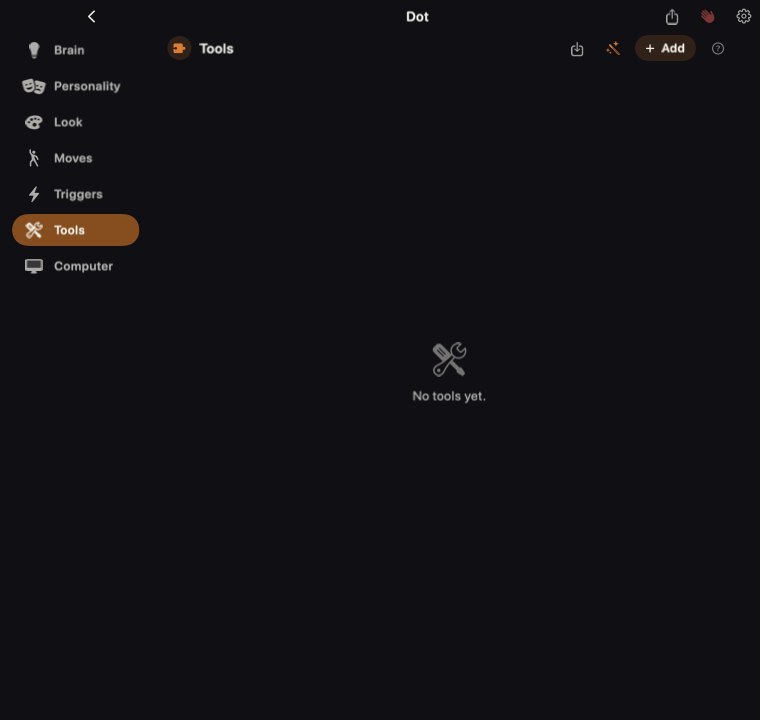 Dot
Brain
Personality
Look
Moves
Triggers
Tools
Computer
Tools
+ Add
?
No tools yet.